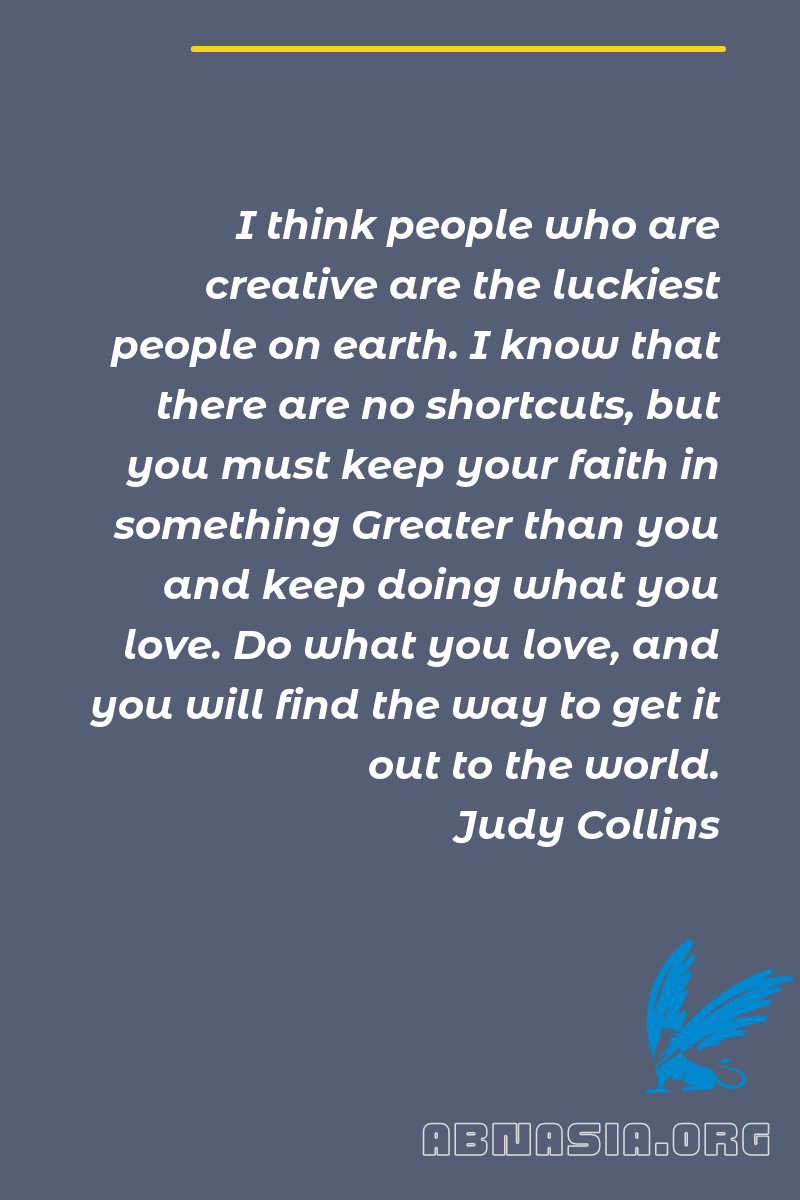 I think people who are
creative are the luckiest
people on earth. I know that
there are no shortcuts, but
you must keep your faith in
something Greater than you
and keep doing what you
love. Do what you love, and
you will find the way to get it
out to the world.
Judy Collins
ABNASIA.ORG